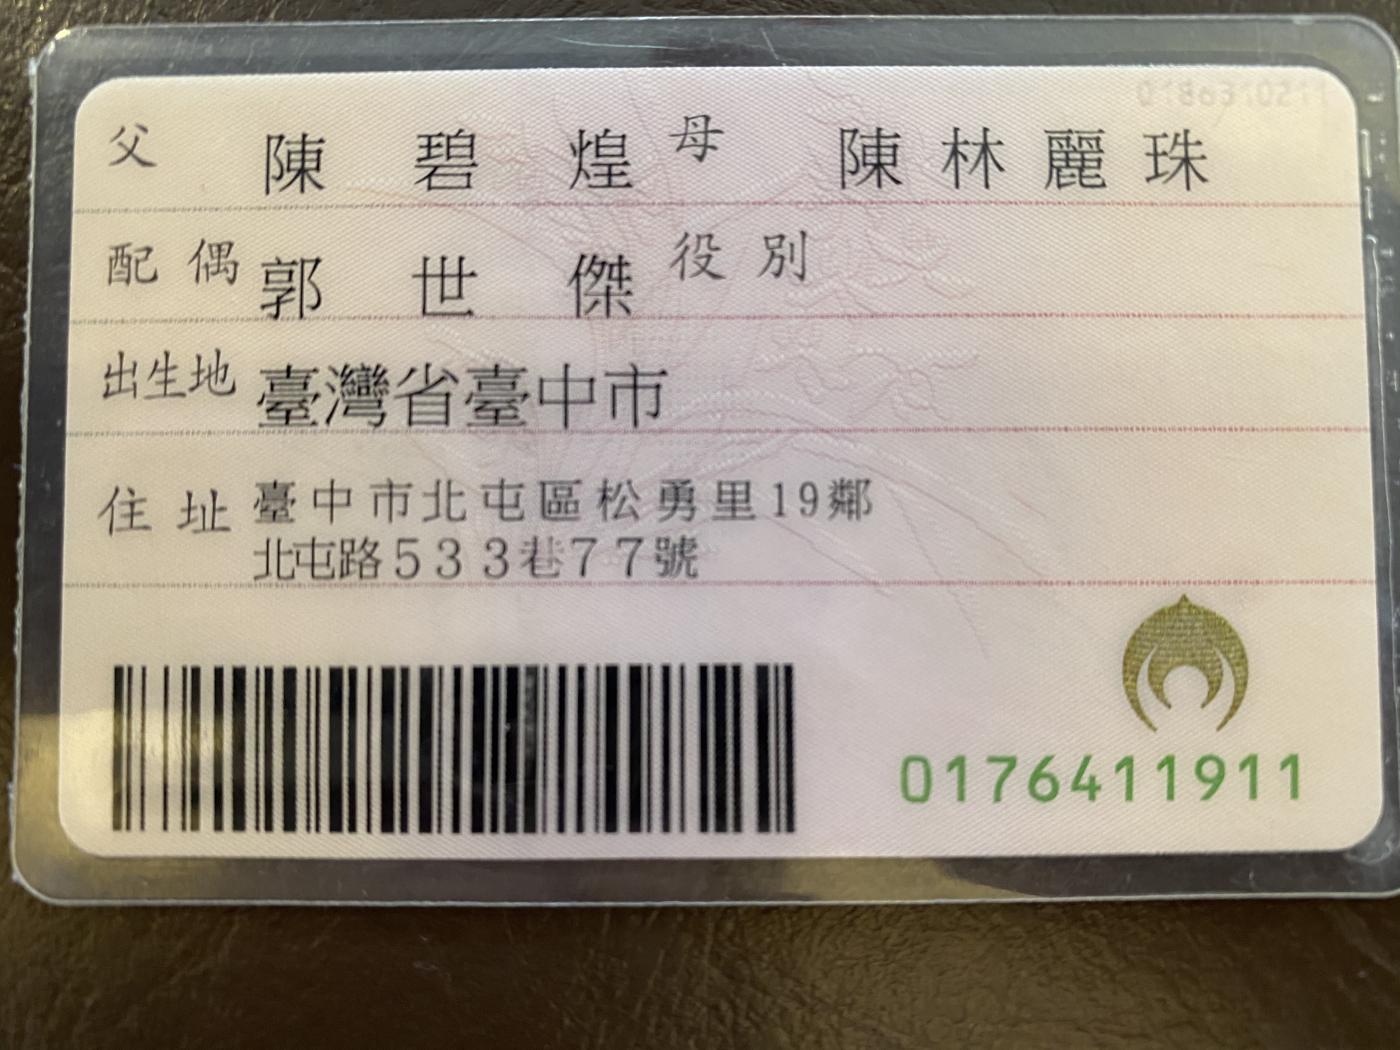 父 陳碧煌 母 陳林麗珠
配偶 郭世傑 役別
出生地 臺灣省臺中市
住址 臺中市北屯區松勇里19鄰
北屯路533巷77號
0176411911